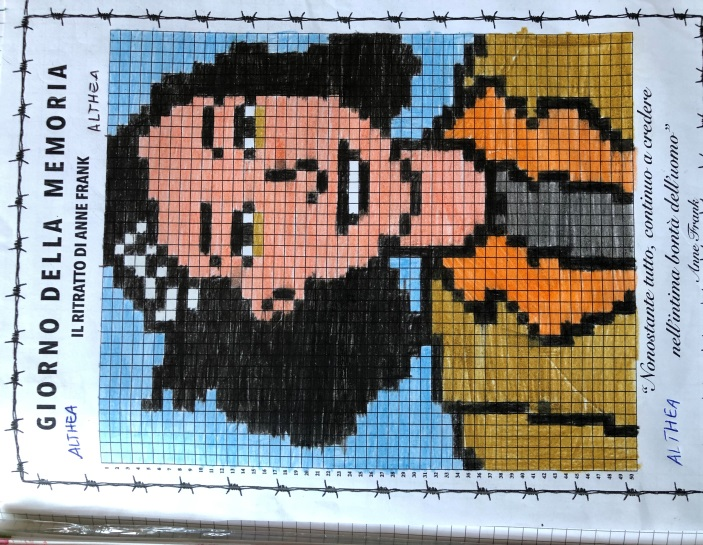 GIORNO DELLA MEMORIA
IL RITRATTO DI ANNE FRANK
ALTHEA
ALTHEA
“Nonostante tutto, continuo a credere
nell'intima bontà dell'uomo”
Anne Frank
ALTHEA